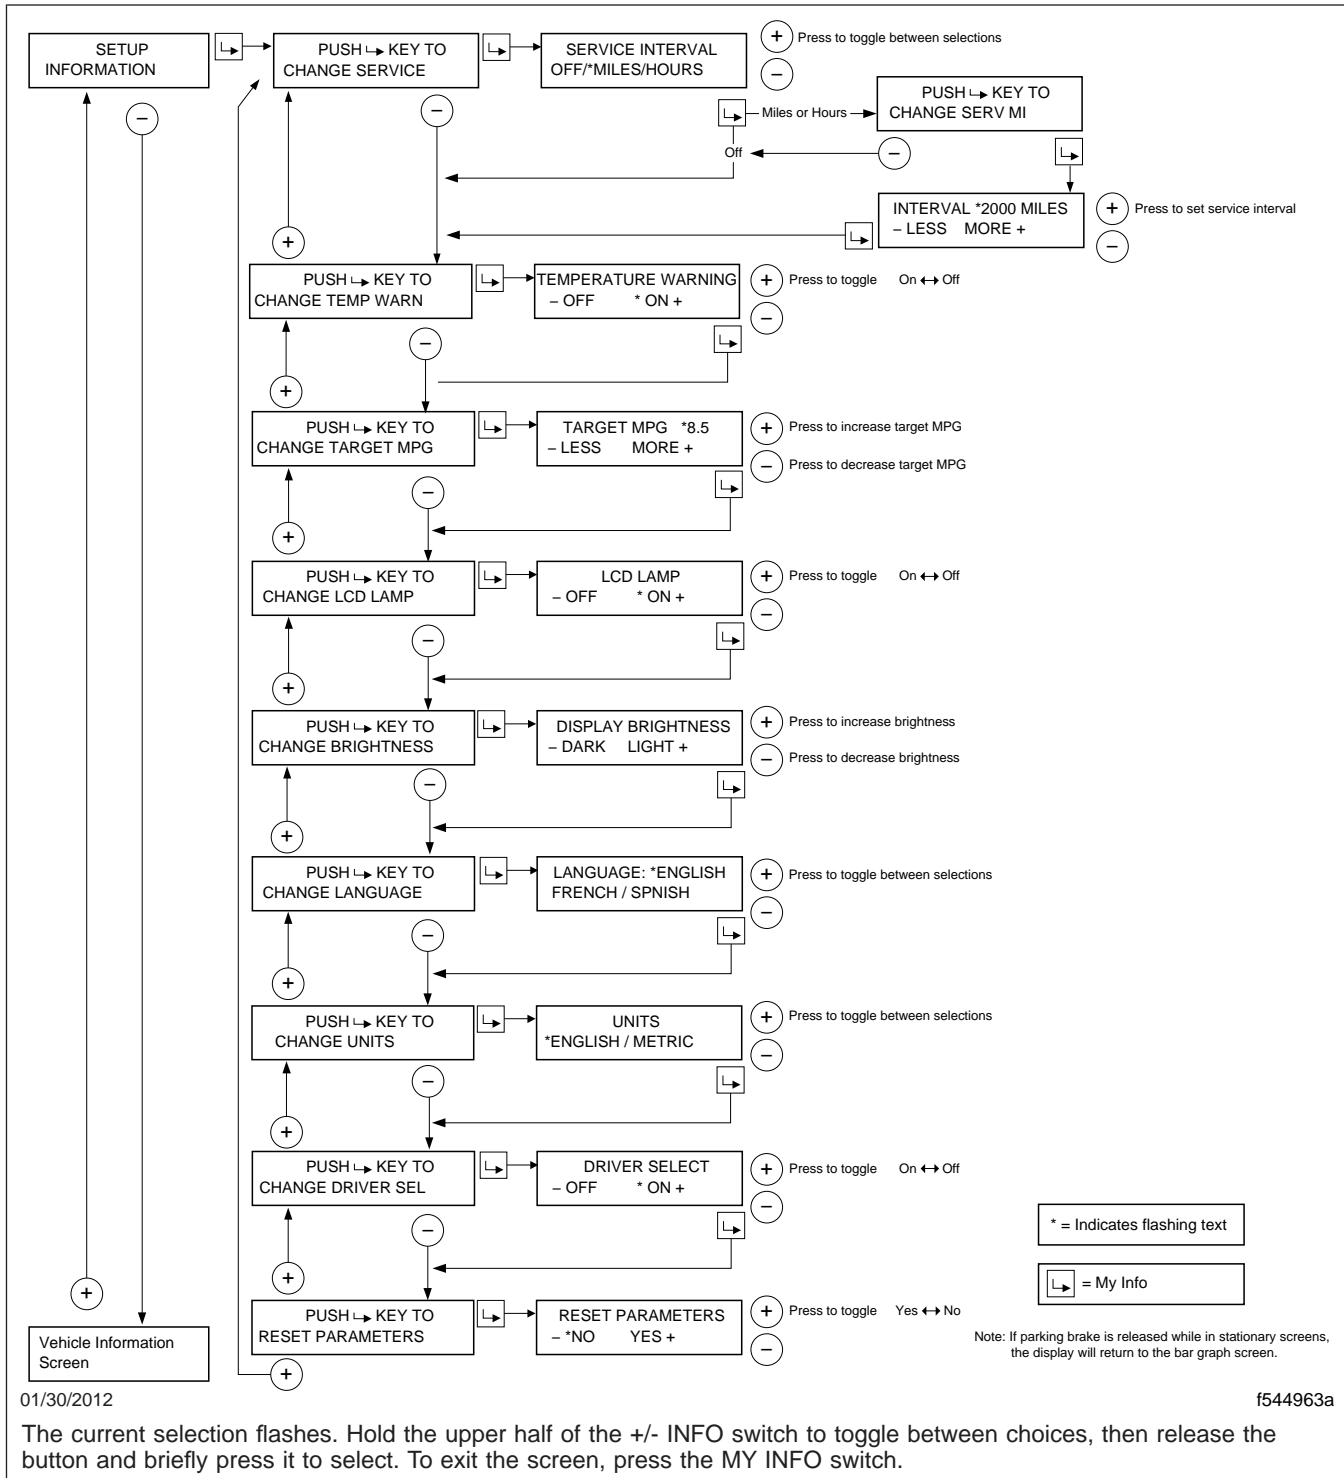 SETUP
INFORMATION
PUSH KEY TO
CHANGE SERVICE
SERVICE INTERVAL
OFF/*MILES/HOURS
+ Press to toggle between selections
−
−
−
Miles or Hours
PUSH KEY TO
CHANGE SERV MI
Off
−
INTERVAL *2000 MILES
– LESS MORE +
+ Press to set service interval
−
+
PUSH KEY TO
CHANGE TEMP WARN
TEMPERATURE WARNING
– OFF * ON +
+ Press to toggle On ↔ Off
−
−
+
PUSH KEY TO
CHANGE TARGET MPG
TARGET MPG *8.5
– LESS MORE +
+ Press to increase target MPG
− Press to decrease target MPG
−
+
PUSH KEY TO
CHANGE LCD LAMP
LCD LAMP
– OFF * ON +
+ Press to toggle On ↔ Off
−
−
+
PUSH KEY TO
CHANGE BRIGHTNESS
DISPLAY BRIGHTNESS
– DARK LIGHT +
+ Press to increase brightness
− Press to decrease brightness
−
+
PUSH KEY TO
CHANGE LANGUAGE
LANGUAGE: *ENGLISH
FRENCH / SPNISH
+ Press to toggle between selections
−
−
+
PUSH KEY TO
CHANGE UNITS
UNITS
*ENGLISH / METRIC
+ Press to toggle between selections
−
−
+
PUSH KEY TO
CHANGE DRIVER SEL
DRIVER SELECT
– OFF * ON +
+ Press to toggle On ↔ Off
−
−
+
PUSH KEY TO
RESET PARAMETERS
RESET PARAMETERS
– *NO YES +
+ Press to toggle Yes ↔ No
−
+
+
Vehicle Information
Screen
* = Indicates flashing text
= My Info
Note: If parking brake is released while in stationary screens,
the display will return to the bar graph screen.
01/30/2012
f544963a
The current selection flashes. Hold the upper half of the +/- INFO switch to toggle between choices, then release the
button and briefly press it to select. To exit the screen, press the MY INFO switch.